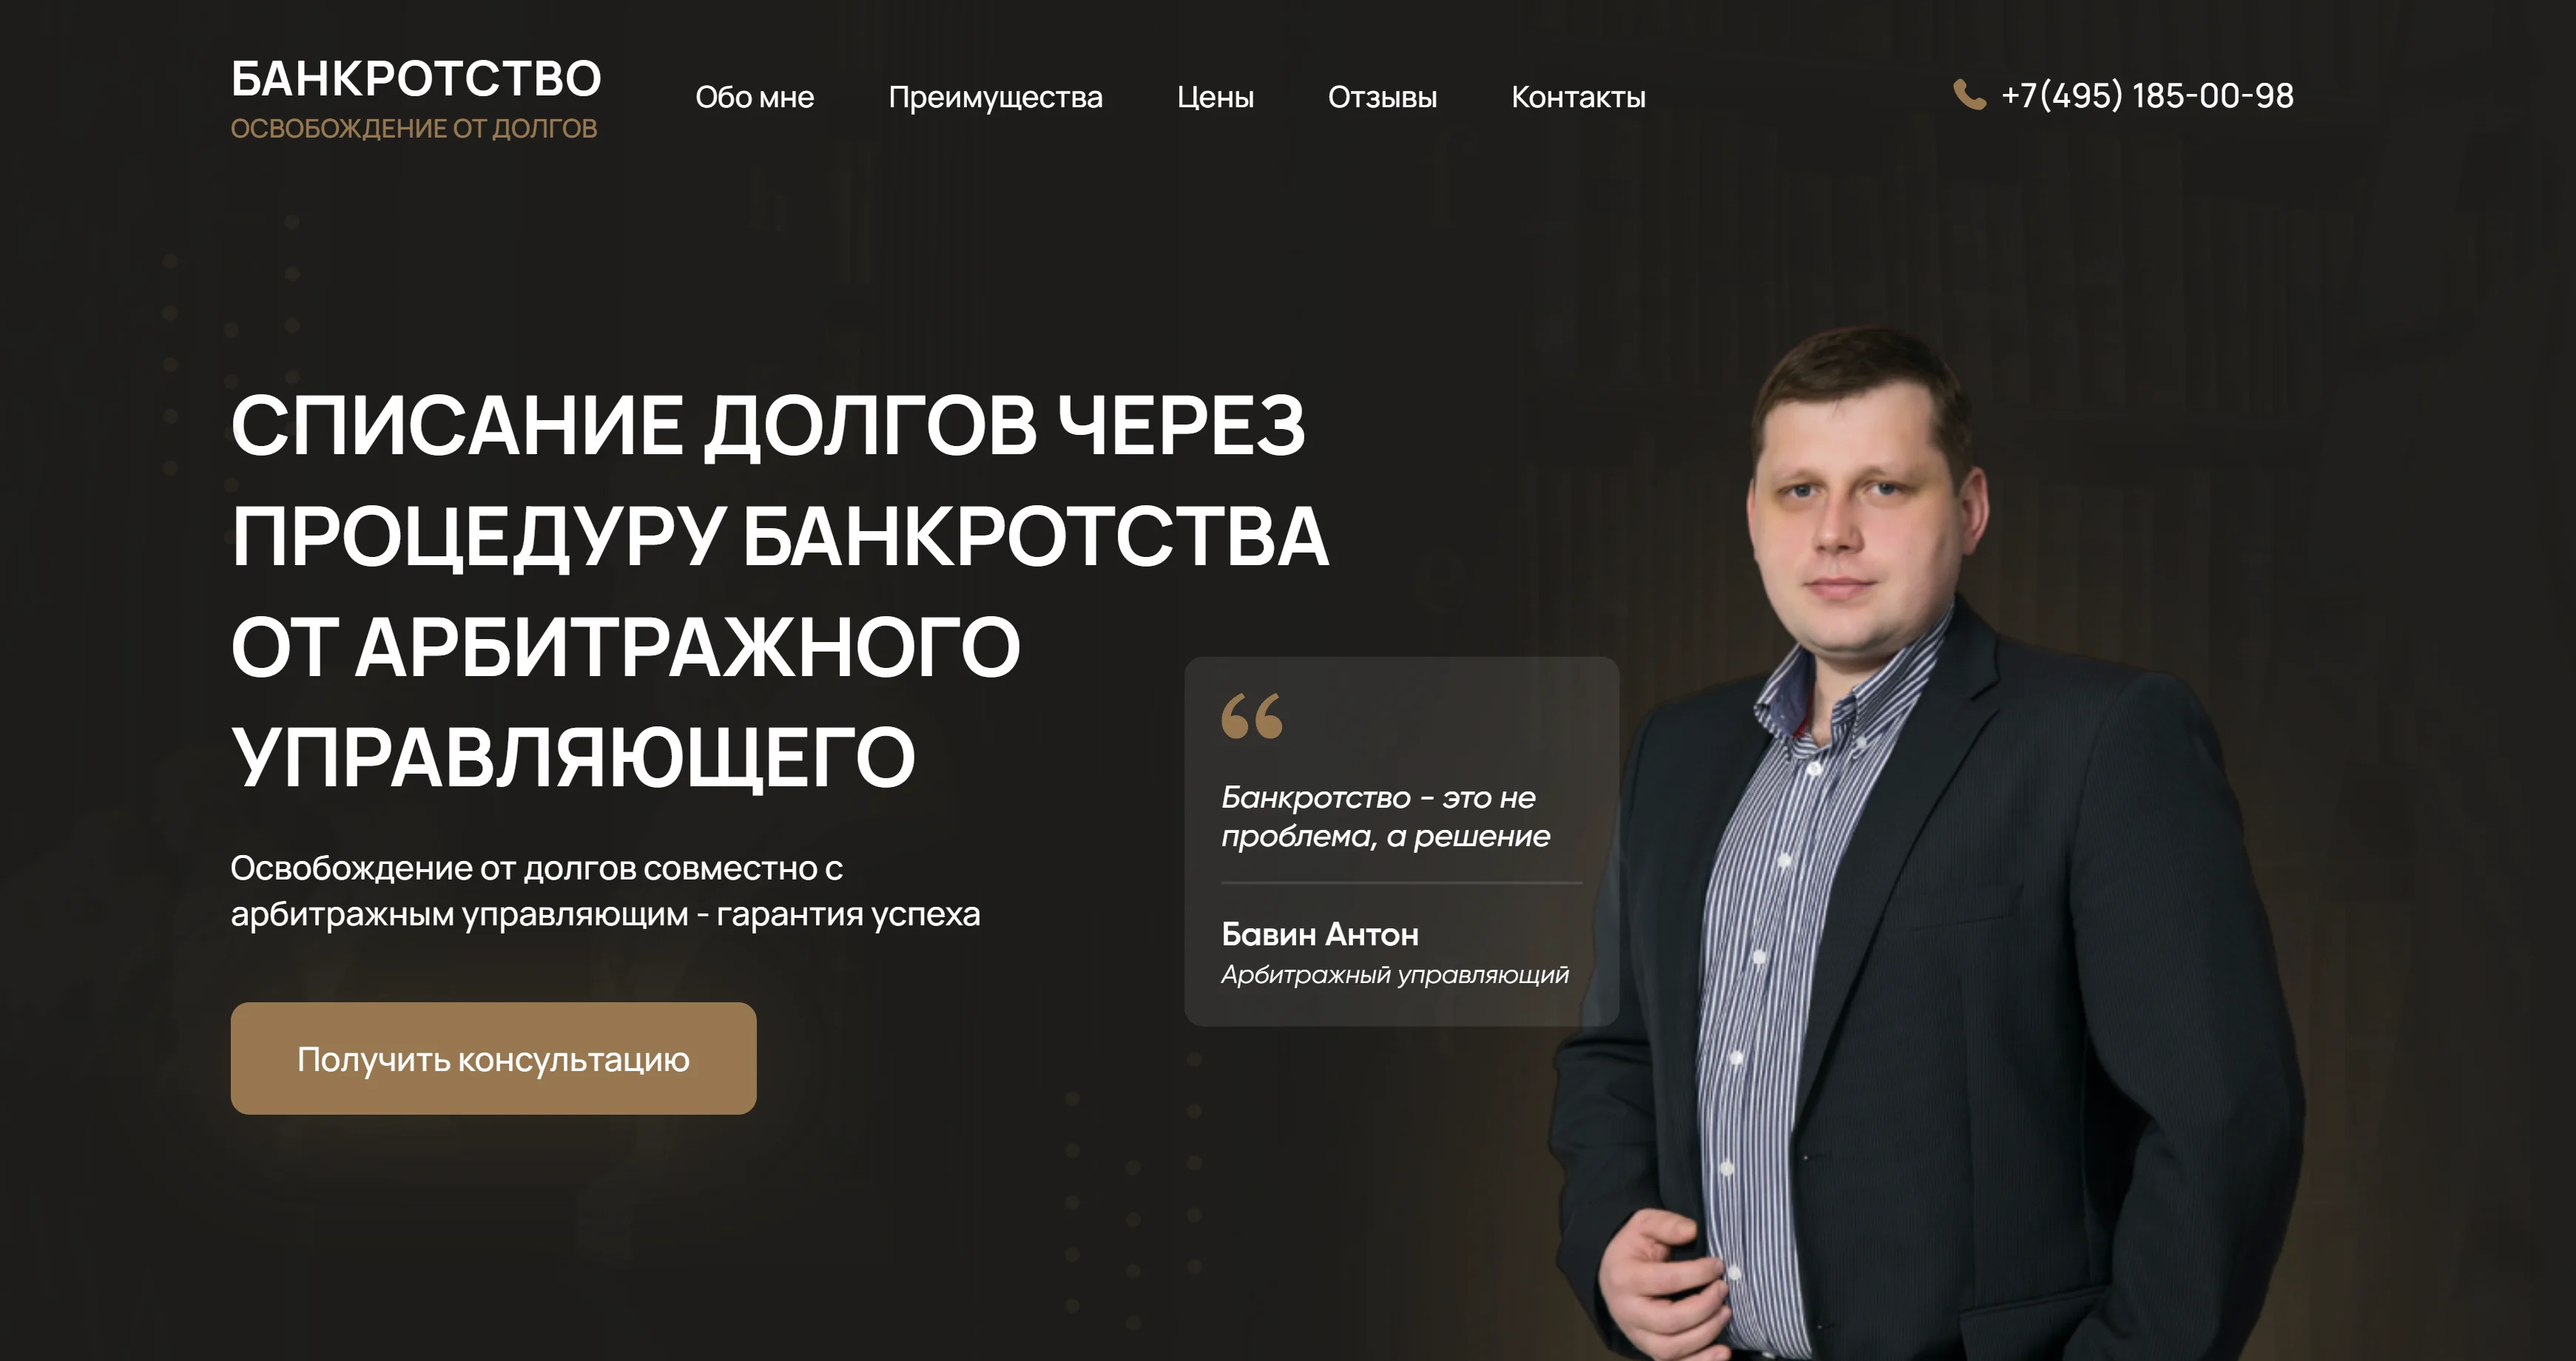 БАНКРОТСТВО
ОСВОБОЖДЕНИЕ ОТ ДОЛГОВ
Обо мне
Преимущества
Цены
Отзывы
Контакты
+7(495) 185-00-98
СПИСАНИЕ ДОЛГОВ ЧЕРЕЗ
ПРОЦЕДУРУ БАНКРОТСТВА
ОТ АРБИТРАЖНОГО
УПРАВЛЯЮЩЕГО
Освобождение от долгов совместно с
арбитражным управляющим - гарантия успеха
Получить консультацию
“
Банкротство – это не
проблема, а решение
Бавин Антон
Арбитражный управляющий